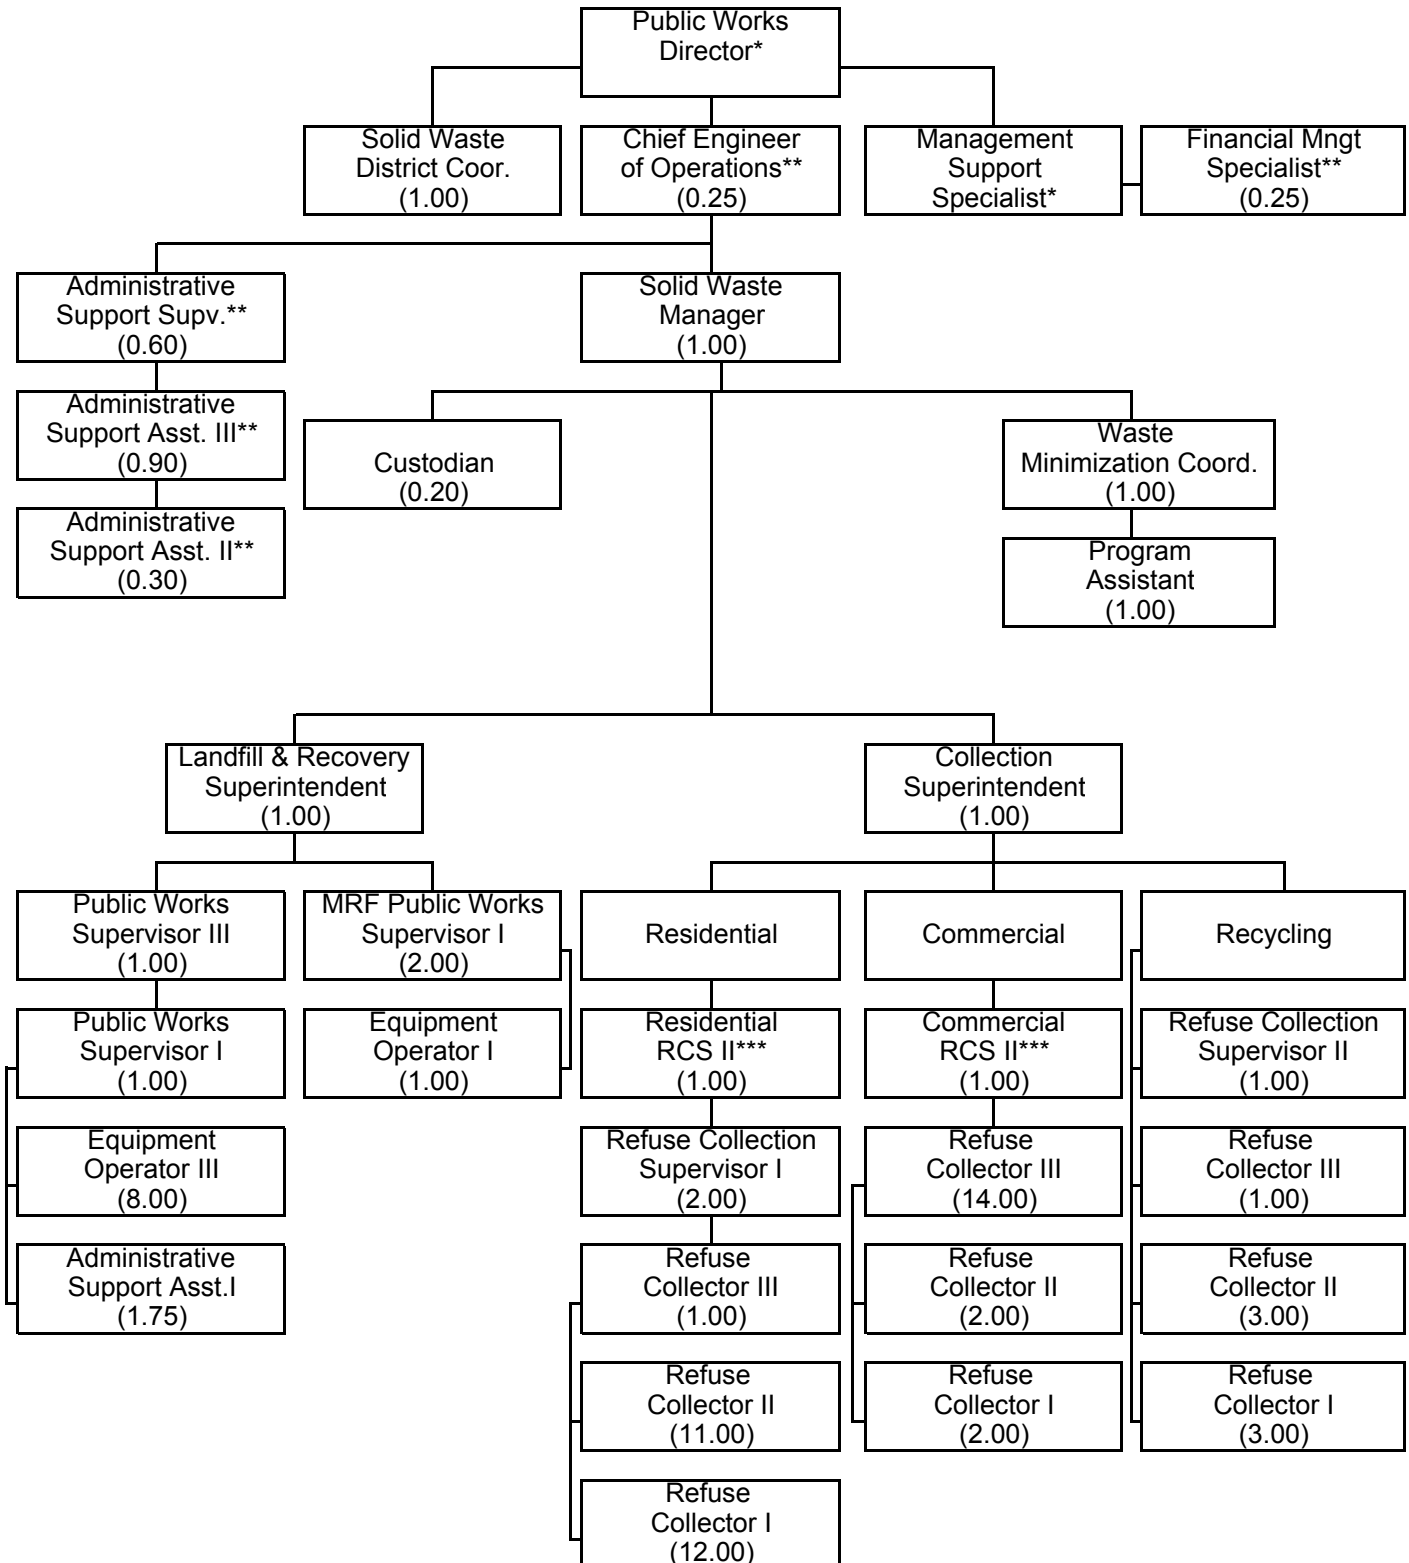 Public Works
Director*
Solid Waste
District Coor.
(1.00)
Chief Engineer
of Operations**
(0.25)
Management
Support
Specialist*
Financial Mngt
Specialist**
(0.25)
Administrative
Support Supv.**
(0.60)
Solid Waste
Manager
(1.00)
Administrative
Support Asst. III**
(0.90)
Custodian
(0.20)
Waste
Minimization Coord.
(1.00)
Administrative
Support Asst. II**
(0.30)
Program
Assistant
(1.00)
Landfill & Recovery
Superintendent
(1.00)
Collection
Superintendent
(1.00)
Public Works
Supervisor III
(1.00)
MRF Public Works
Supervisor I
(2.00)
Residential
Commercial
Recycling
Public Works
Supervisor I
(1.00)
Equipment
Operator I
(1.00)
Residential
RCS II***
(1.00)
Commercial
RCS II***
(1.00)
Refuse Collection
Supervisor II
(1.00)
Equipment
Operator III
(8.00)
Refuse Collection
Supervisor I
(2.00)
Refuse
Collector III
(14.00)
Refuse
Collector III
(1.00)
Administrative
Support Asst.I
(1.75)
Refuse
Collector III
(1.00)
Refuse
Collector II
(2.00)
Refuse
Collector II
(3.00)
Refuse
Collector II
(11.00)
Refuse
Collector I
(2.00)
Refuse
Collector I
(3.00)
Refuse
Collector I
(12.00)